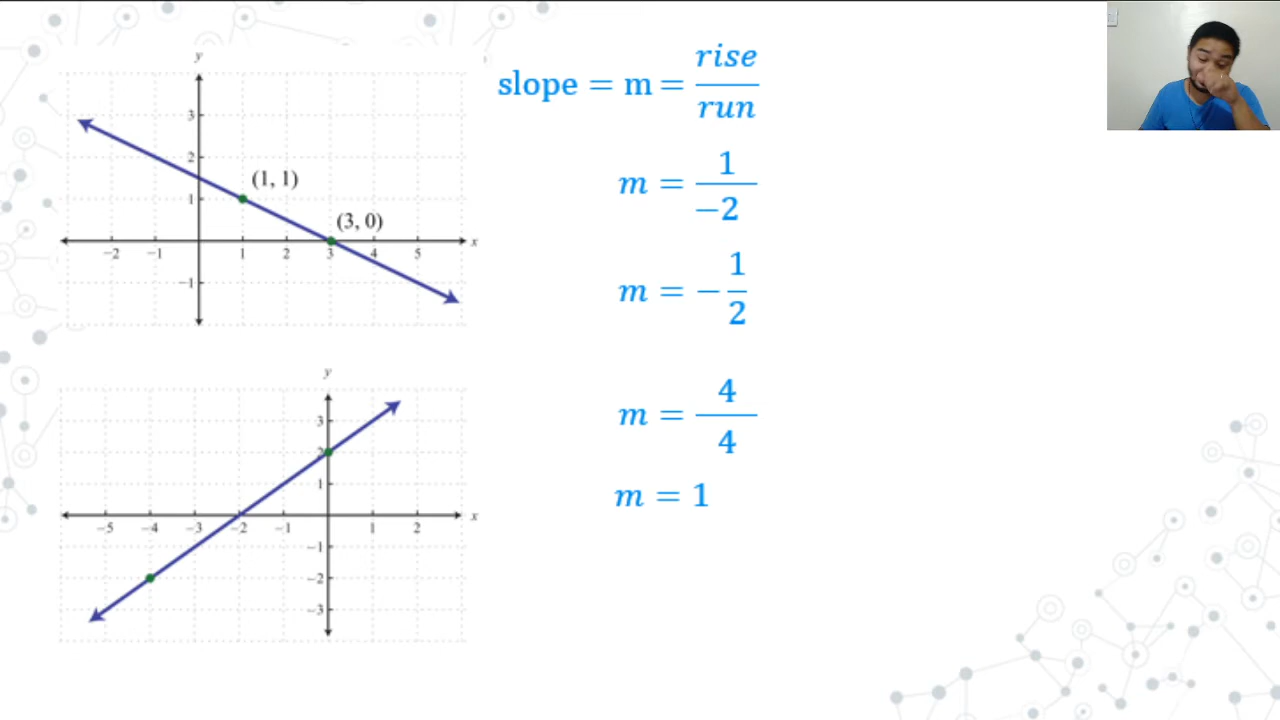 slope = m = rise/run
m = 1/−2
m = −1/2
m = 4/4
m = 1
y
3
2
1
(1, 1)
(3, 0)
−2 −1 1 2 3 4 5 x
−1
y
3
2
1
−5 −4 −3 −2 −1 1 2 x
−1
−2
−3